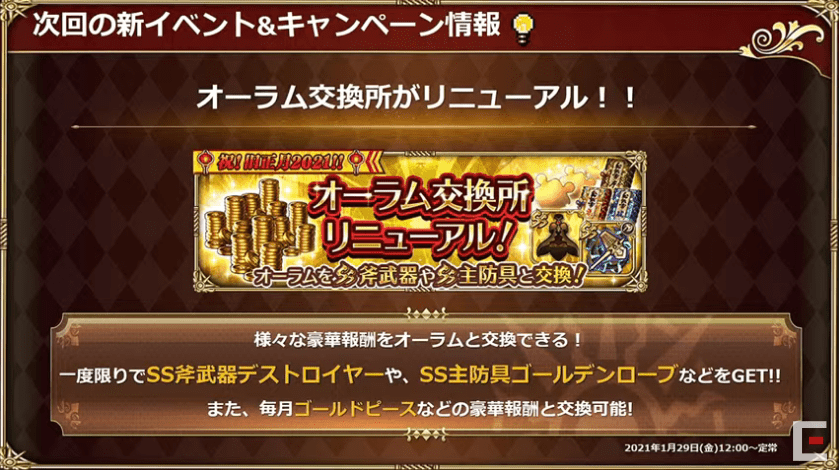 次回の新イベント&キャンペーン情報
オーラム交換所がリニューアル！！
祝!旧正月2021!!
オーラム交換所
リニューアル!
オーラムをSS斧武器やSS主防具と交換!
様々な豪華報酬をオーラムと交換できる！
一度限りでSS斧武器デストロイヤーや、SS主防具ゴールデンローブなどをGET!!
また、毎月ゴールドピースなどの豪華報酬と交換可能!
2021年1月29日(金)12:00～定常